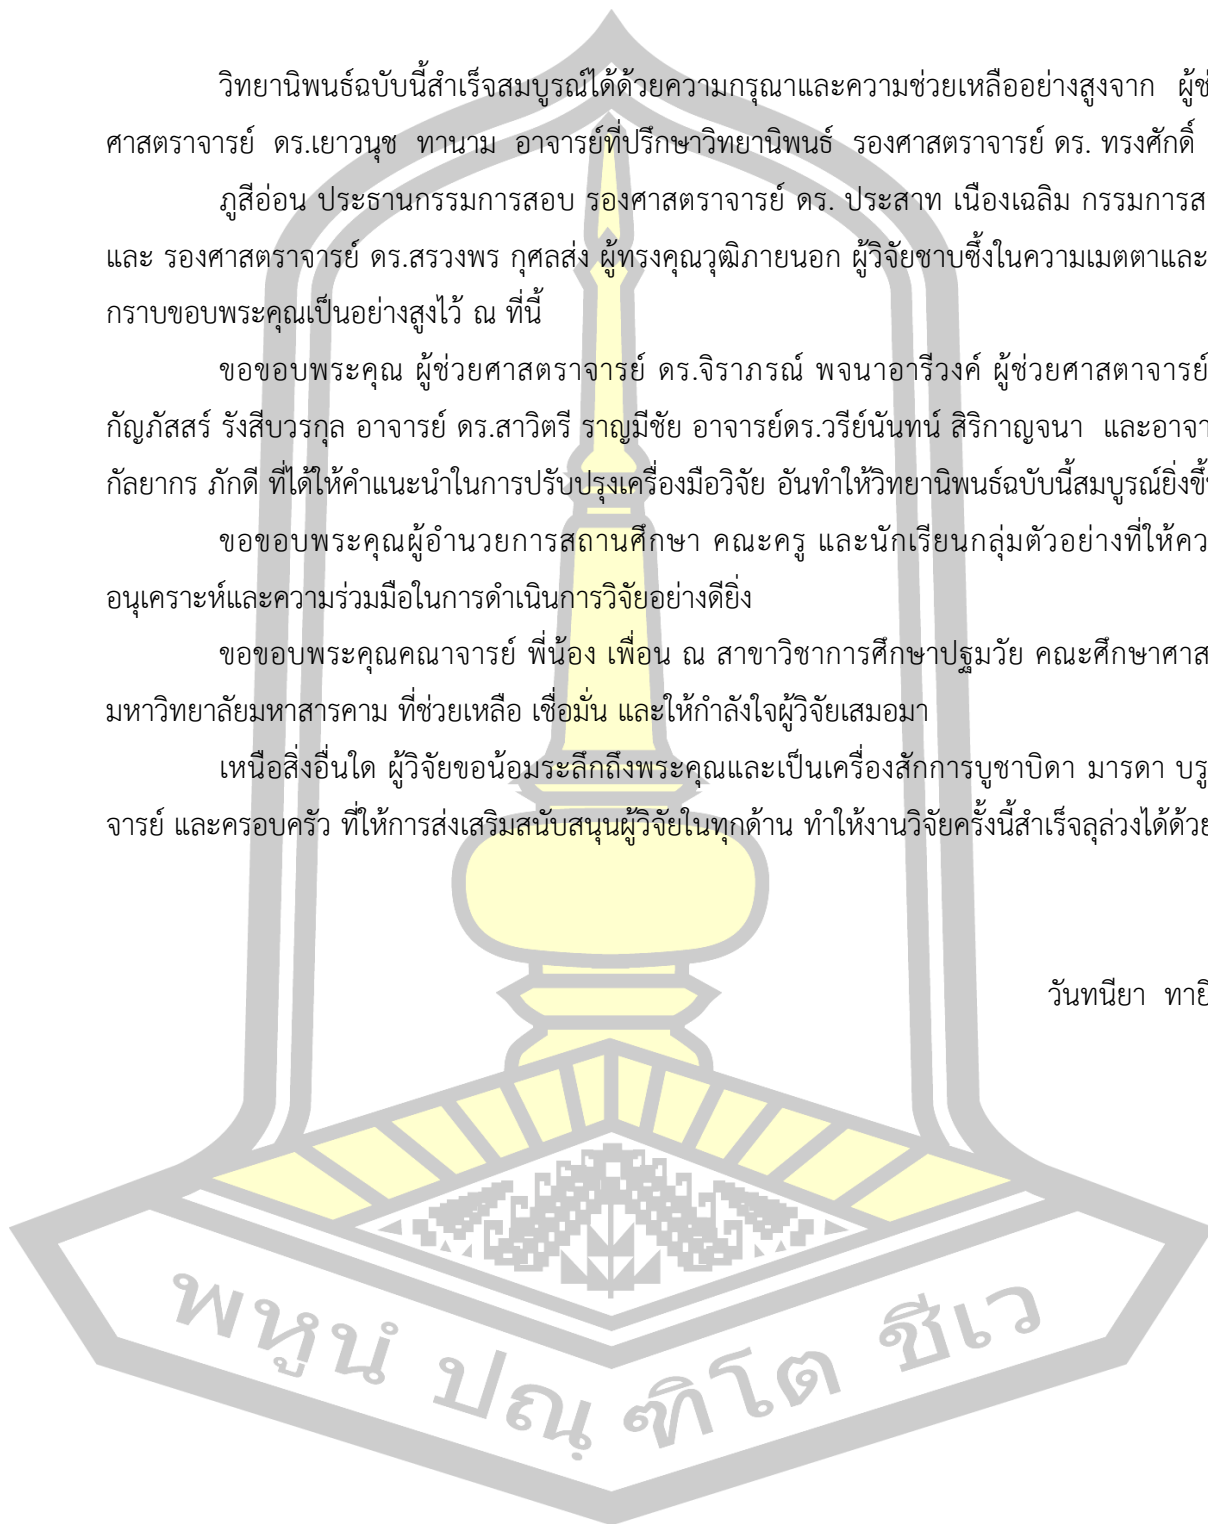 วิทยานิพนธ์ฉบับนี้สำเร็จสมบูรณ์ได้ด้วยความกรุณาและความช่วยเหลืออย่างสูงจาก ผู้ช่
ศาสตราจารย์ ดร.เยาวนุช ทานาม อาจารย์ที่ปรึกษาวิทยานิพนธ์ รองศาสตราจารย์ ดร. ทรงศักดิ์
ภูสีอ่อน ประธานกรรมการสอบ รองศาสตราจารย์ ดร. ประสาท เนืองเฉลิม กรรมการส
และ รองศาสตราจารย์ ดร.สรวงพร กุศลส่ง ผู้ทรงคุณวุฒิภายนอก ผู้วิจัยซาบซึ้งในความเมตตาและ
กราบขอบพระคุณเป็นอย่างสูงไว้ ณ ที่นี้
ขอขอบพระคุณ ผู้ช่วยศาสตราจารย์ ดร.จิราภรณ์ พจนาอารีวงค์ ผู้ช่วยศาสตาจารย์
กัญภัสสร์ รังสีบวรกุล อาจารย์ ดร.สาวิตรี ราญมีชัย อาจารย์ดร.วรีย์นันทน์ สิริกาญจนา และอาจา
กัลยากร ภักดี ที่ได้ให้คำแนะนำในการปรับปรุงเครื่องมือวิจัย อันทำให้วิทยานิพนธ์ฉบับนี้สมบูรณ์ยิ่งขึ้
ขอขอบพระคุณผู้อำนวยการสถานศึกษา คณะครู และนักเรียนกลุ่มตัวอย่างที่ให้คว
อนุเคราะห์และความร่วมมือในการดำเนินการวิจัยอย่างดียิ่ง
ขอขอบพระคุณคณาจารย์ พี่น้อง เพื่อน ณ สาขาวิชาการศึกษาปฐมวัย คณะศึกษาศาส
มหาวิทยาลัยมหาสารคาม ที่ช่วยเหลือ เชื่อมั่น และให้กำลังใจผู้วิจัยเสมอมา
เหนือสิ่งอื่นใด ผู้วิจัยขอน้อมระลึกถึงพระคุณและเป็นเครื่องสักการบูชาบิดา มารดา บรู
จารย์ และครอบครัว ที่ให้การส่งเสริมสนับสนุนผู้วิจัยในทุกด้าน ทำให้งานวิจัยครั้งนี้สำเร็จลุล่วงได้ด้วย
วันทนียา ทายิ
พหูนํ ปณฺฑิโต ชีเว